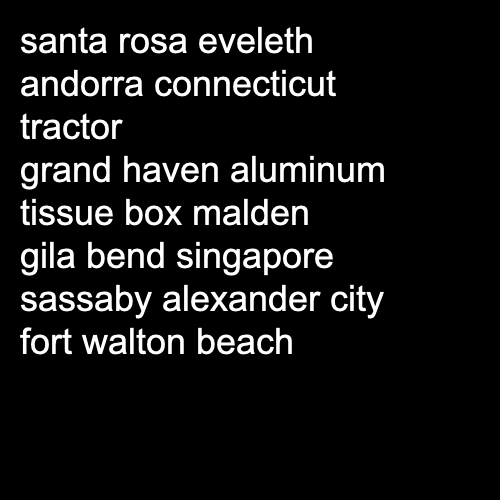 santa rosa eveleth
andorra connecticut
tractor
grand haven aluminum
tissue box malden
gila bend singapore
sassaby alexander city
fort walton beach